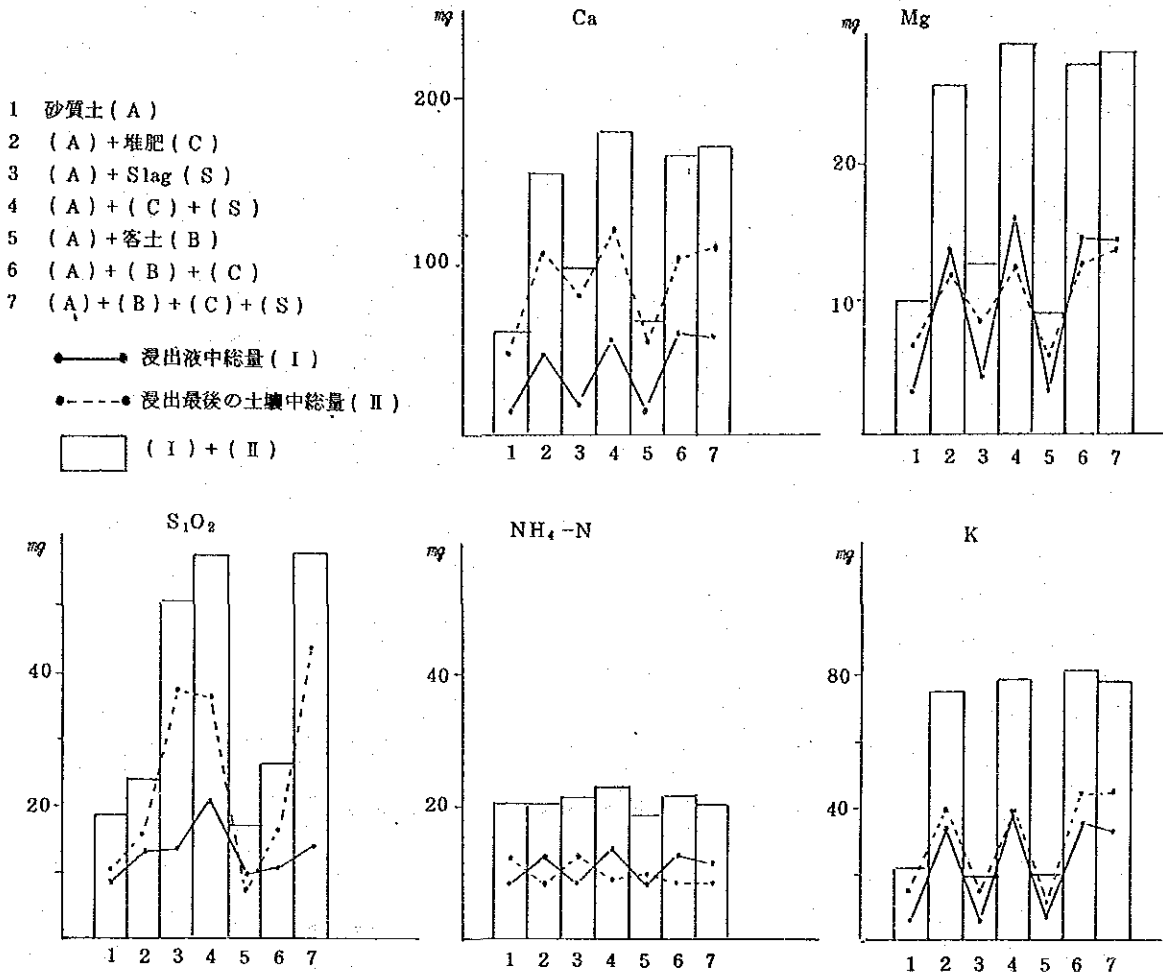 1 砂質土(A)
2 (A)+堆肥(C)
3 (A)+Slag(S)
4 (A)+(C)+(S)
5 (A)+客土(B)
6 (A)+(B)+(C)
7 (A)+(B)+(C)+(S)
浸出液中総量(I)
浸出最後の土壌中総量(II)
(I)+(II)
Ca
mg
200
100
1 2 3 4 5 6 7
Mg
mg
20
10
1 2 3 4 5 6 7
S₁O₂
mg
40
20
1 2 3 4 5 6 7
NH₄-N
mg
40
20
1 2 3 4 5 6 7
K
mg
80
40
1 2 3 4 5 6 7